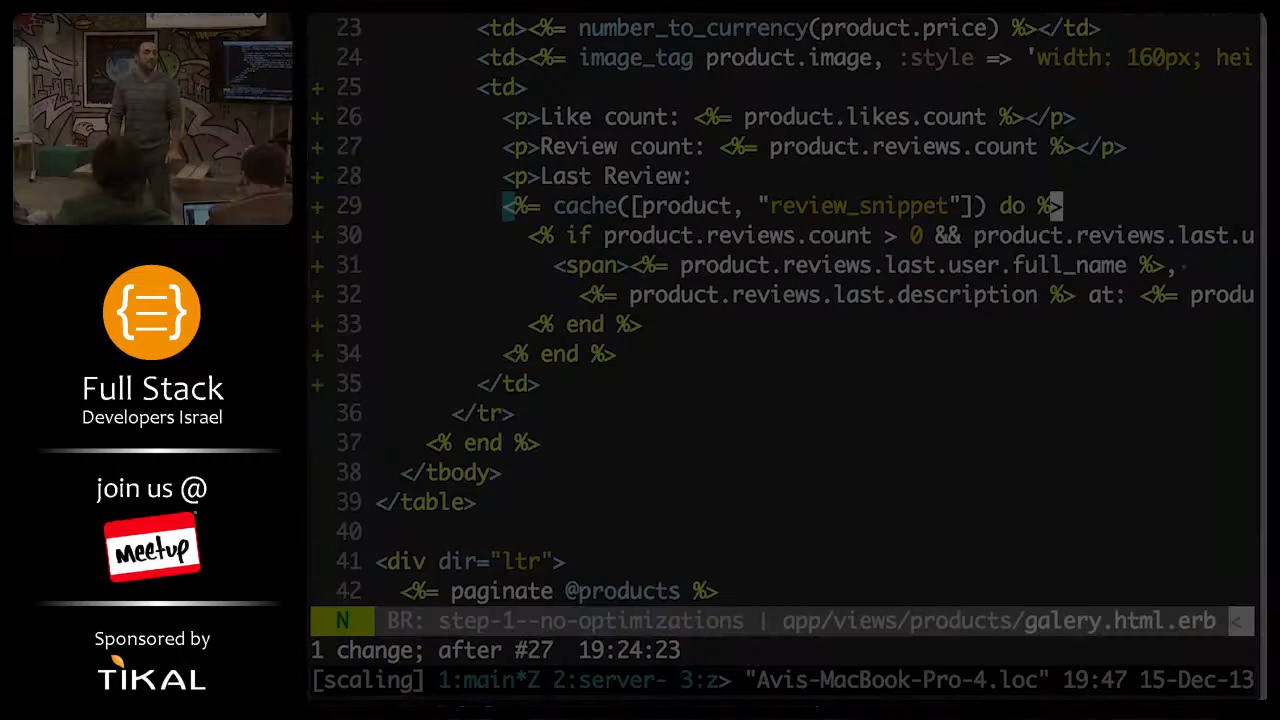 23 <td><%= number_to_currency(product.price) %></td>
24 <td><%= image_tag product.image, :style => 'width: 160px; hei
+ 25 <td>
+ 26 <p>Like count: <%= product.likes.count %></p>
+ 27 <p>Review count: <%= product.reviews.count %></p>
+ 28 <p>Last Review:
+ 29 <%= cache([product, "review_snippet"]) do %>
+ 30 <% if product.reviews.count > 0 && product.reviews.last.u
+ 31 <span><%= product.reviews.last.user.full_name %>,
+ 32 <%= product.reviews.last.description %> at: <%= produ
+ 33 <% end %>
+ 34 <% end %>
+ 35 </td>
36 </tr>
37 <% end %>
38 </tbody>
39 </table>
40
41 <div dir="ltr">
42 <%= paginate @products %>
N BR: step-1--no-optimizations | app/views/products/galery.html.erb <
1 change; after #27 19:24:23
[scaling] 1:main*Z 2:server- 3:z> "Avis-MacBook-Pro-4.loc" 19:47 15-Dec-13
Full Stack
Developers Israel
join us @
meetup
Sponsored by
TIKAL